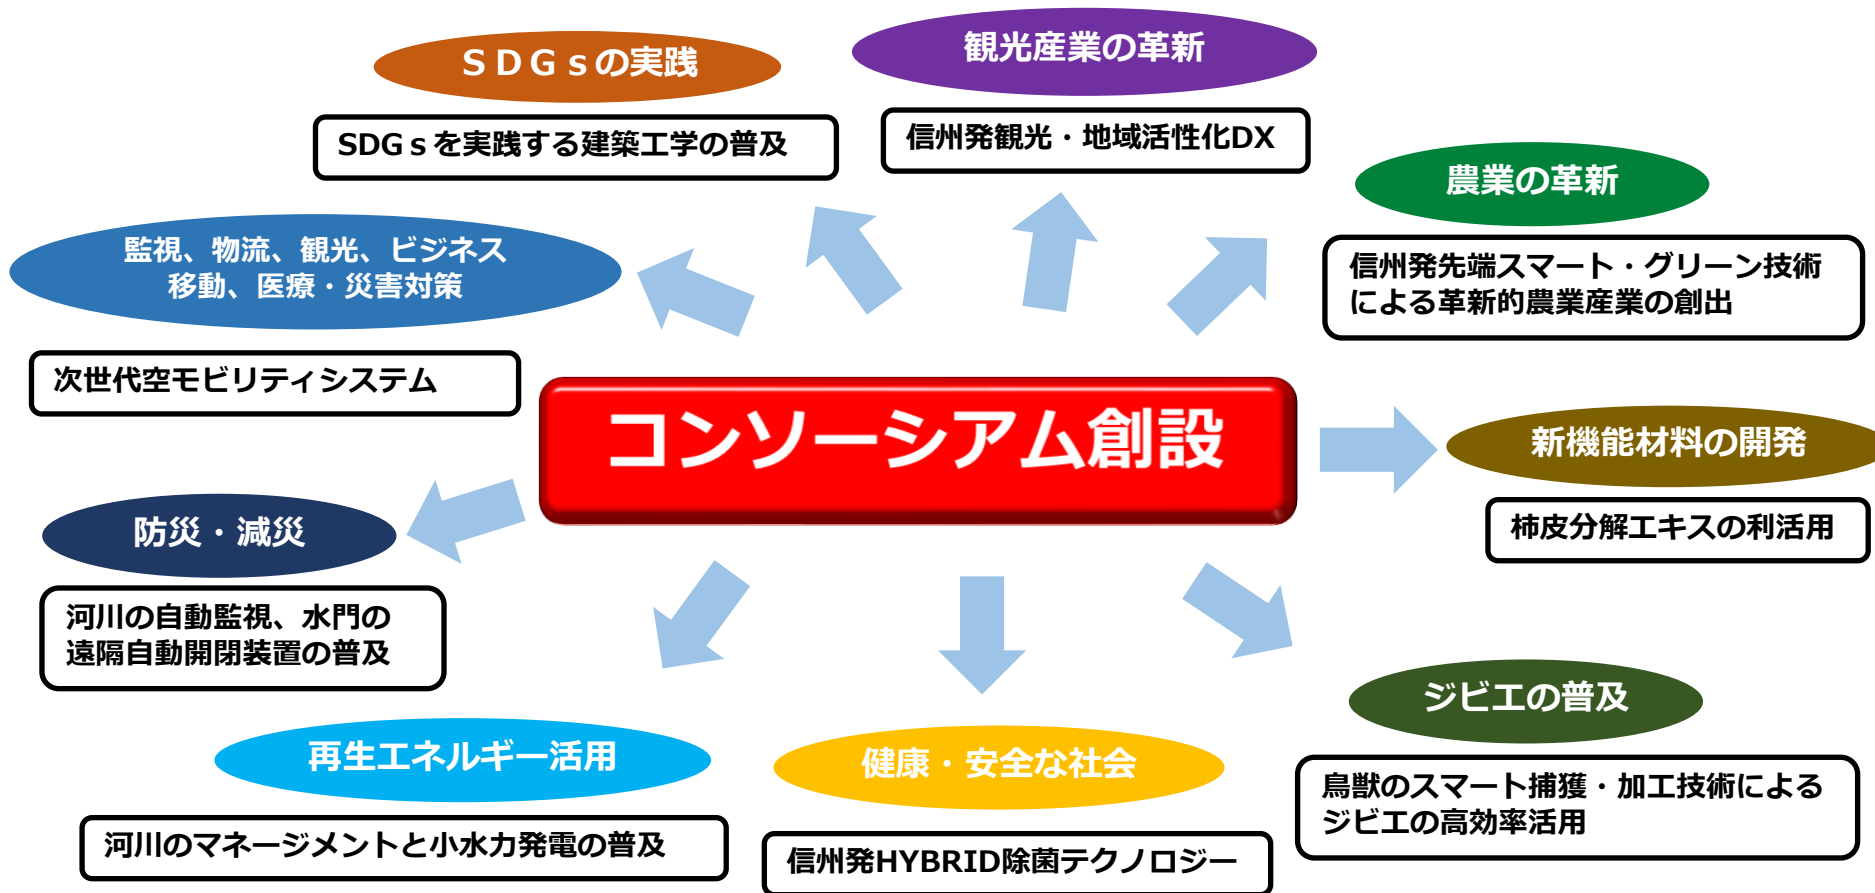 ＳＤＧｓの実践
SDGｓを実践する建築工学の普及
観光産業の革新
信州発観光・地域活性化DX
農業の革新
信州発先端スマート・グリーン技術
による革新的農業産業の創出
監視、物流、観光、ビジネス
移動、医療・災害対策
次世代空モビリティシステム
コンソーシアム創設
新機能材料の開発
柿皮分解エキスの利活用
防災・減災
河川の自動監視、水門の
遠隔自動開閉装置の普及
ジビエの普及
鳥獣のスマート捕獲・加工技術による
ジビエの高効率活用
再生エネルギー活用
河川のマネージメントと小水力発電の普及
健康・安全な社会
信州発HYBRID除菌テクノロジー